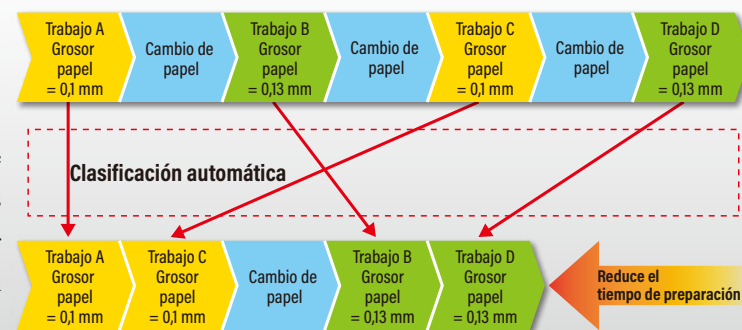 Trabajo A
Grosor
papel
= 0,1 mm
Cambio de
papel
Trabajo B
Grosor
papel
= 0,13 mm
Cambio de
papel
Trabajo C
Grosor
papel
= 0,1 mm
Cambio de
papel
Trabajo D
Grosor
papel
= 0,13 mm
Clasificación automática
Trabajo A
Grosor
papel
= 0,1 mm
Trabajo C
Grosor
papel
= 0,1 mm
Cambio de
papel
Trabajo B
Grosor
papel
= 0,13 mm
Trabajo D
Grosor
papel
= 0,13 mm
Reduce el
tiempo de preparación